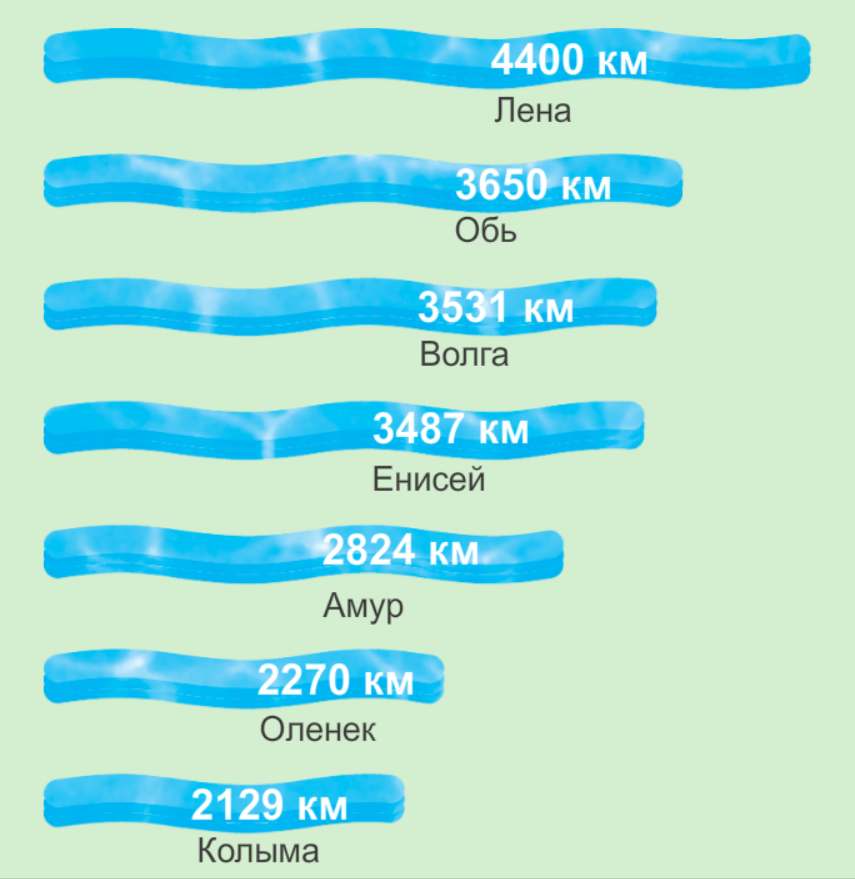 4400 км
Лена
3650 км
Обь
3531 км
Волга
3487 км
Енисей
2824 км
Амур
2270 км
Оленек
2129 км
Колыма